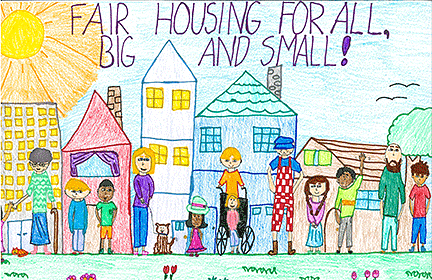 FAIR HOUSING FOR ALL,
BIG AND SMALL!